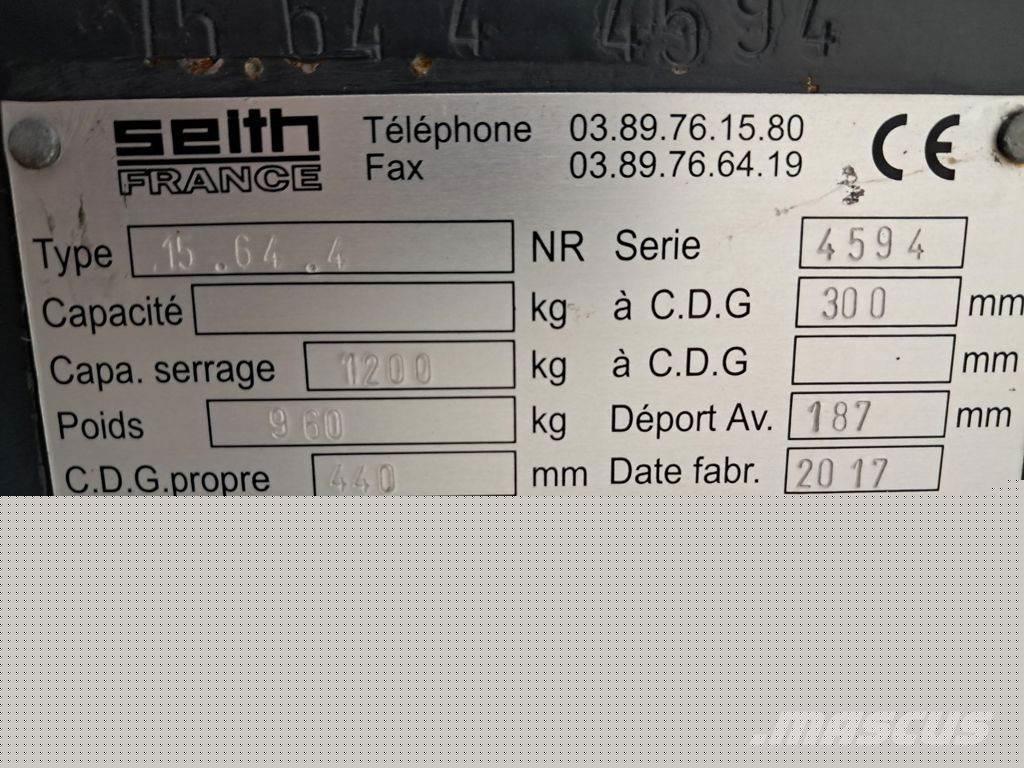 15 64 4 4594
seith FRANCE
Téléphone 03.89.76.15.80
Fax 03.89.76.64.19
CE
Type 15.64.4 NR Serie 4594
Capacité kg à C.D.G 300 mm
Capa. serrage 1200 kg à C.D.G mm
Poids 960 kg Déport Av. 187 mm
C.D.G.propre 440 mm Date fabr. 2017
mascus